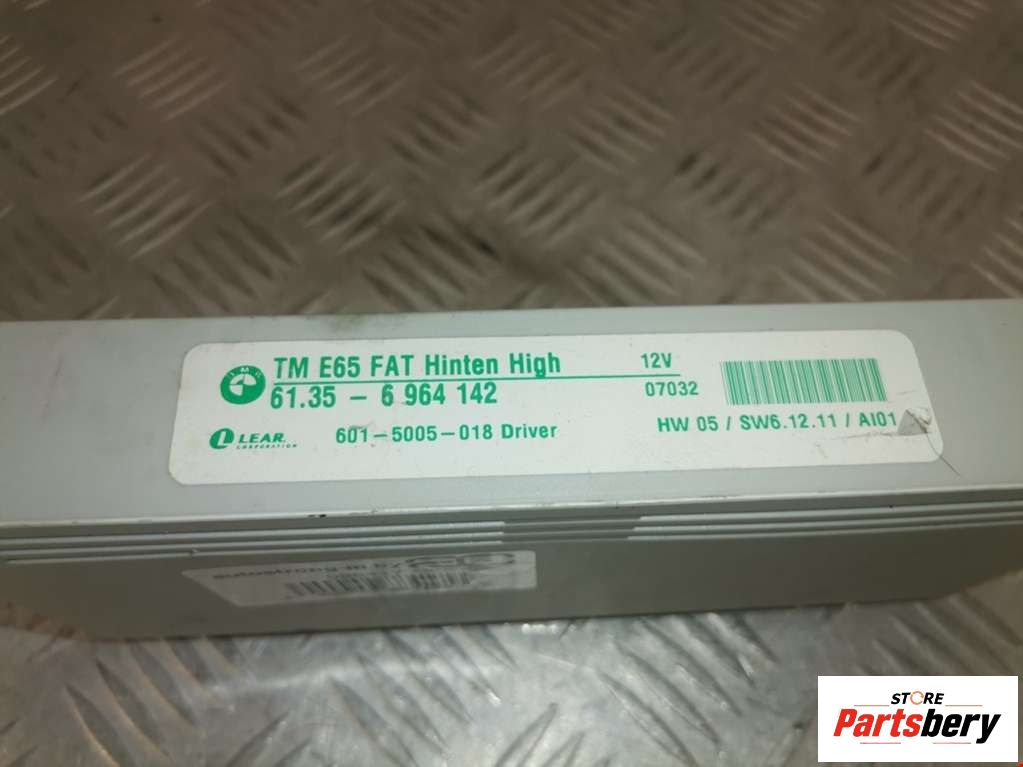 TM E65 FAT Hinten High 12V
61.35 - 6 964 142 07032
LEAR. 601-5005-018 Driver HW 05 / SW6.12.11 / AI01
CORPORATION
STORE
Partsbery